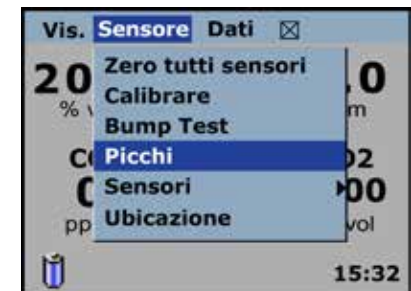 Vis. Sensore Dati
Zero tutti sensori
Calibrare
Bump Test
Picchi
Sensori
Ubicazione
15:32